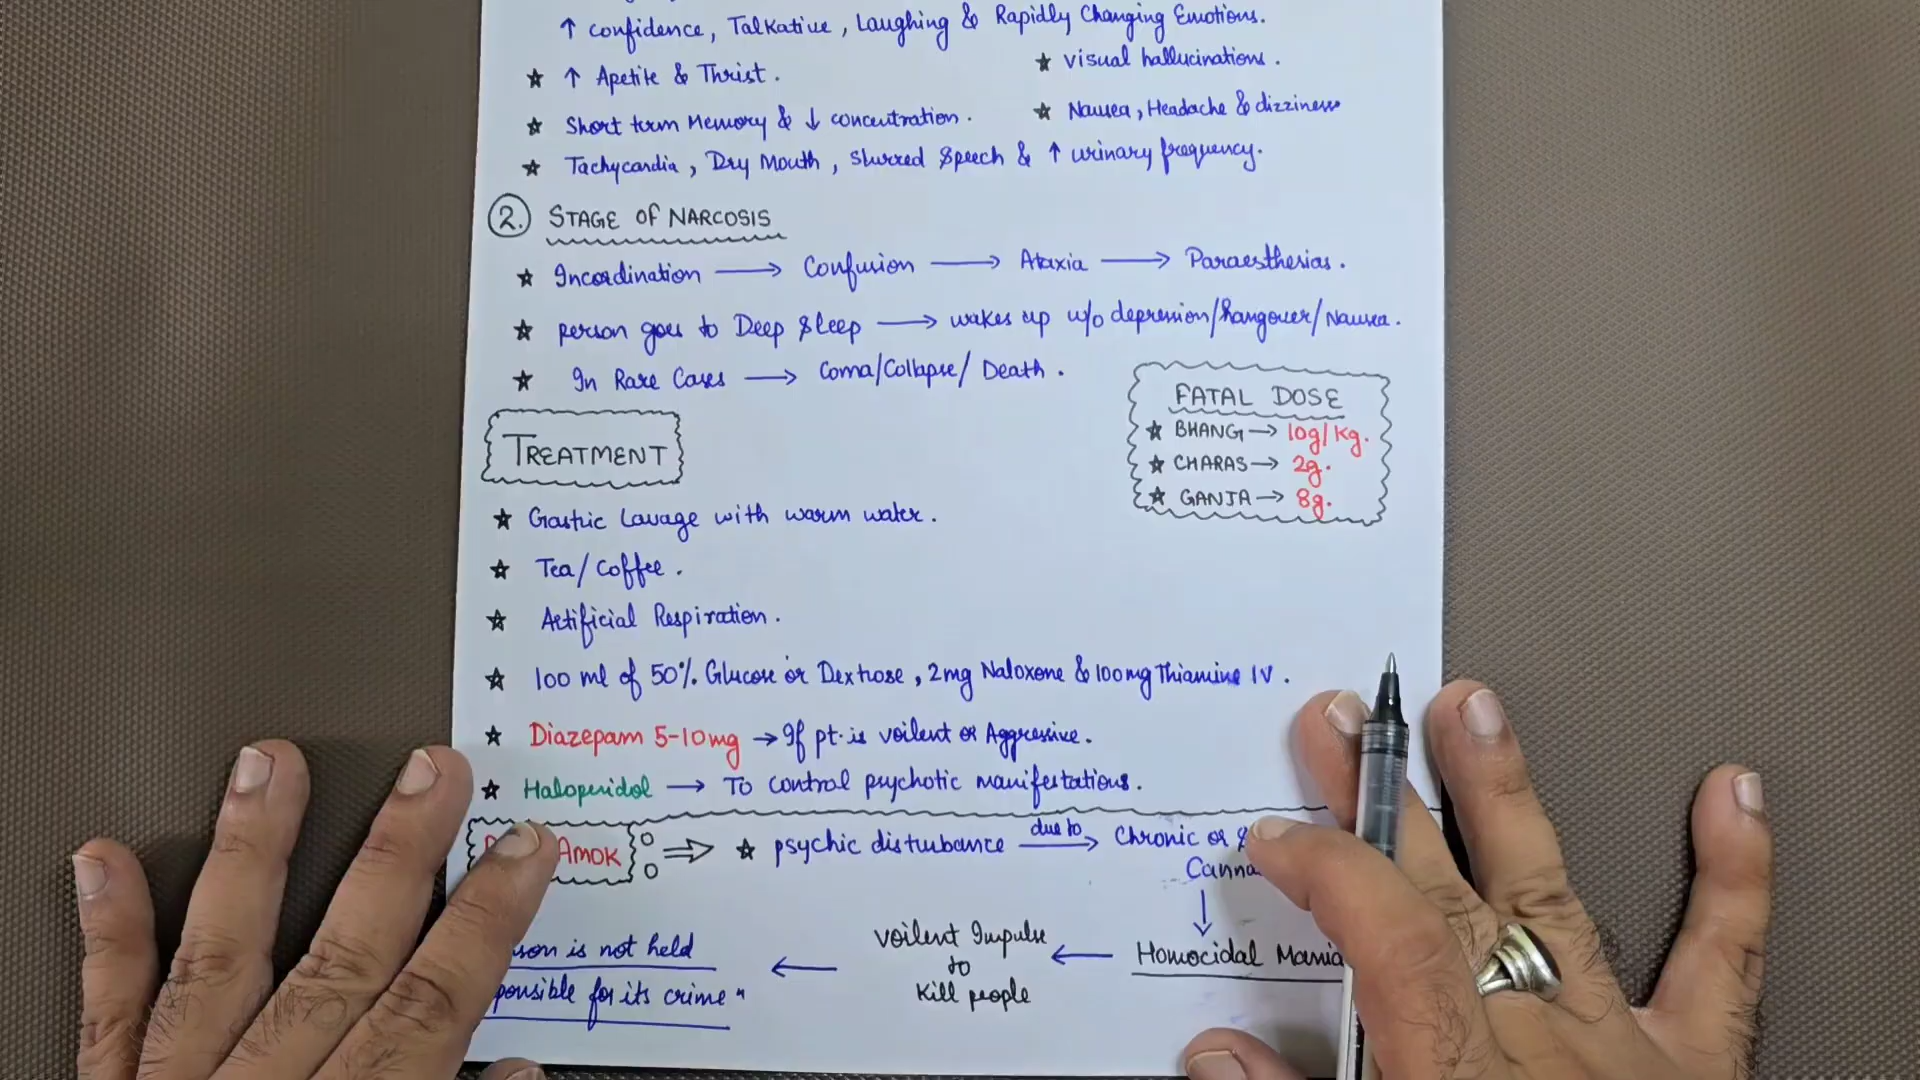 ↑ confidence, Talkative, Laughing & Rapidly Changing Emotions.
★ ↑ Apetite & Thrist.
★ visual hallucinations.
★ Short term Memory & ↓ concentration.
★ Nausea, Headache & dizziness
★ Tachycardia, Dry Mouth, Slurred Speech & ↑ urinary frequency.
2. STAGE OF NARCOSIS
★ Incordination → Confusion → Ataxia → Paraesthesias.
★ person goes to Deep Sleep → wakes up w/o depression/hangover/Nausea.
★ In Rare Cases → Coma/Collapse/Death.
FATAL DOSE
★ BHANG → 10g/Kg.
★ CHARAS → 2g.
★ GANJA → 8g.
TREATMENT
★ Gastric Lavage with warm water.
★ Tea/Coffee.
★ Artificial Respiration.
★ 100 ml of 50% Glucose or Dextrose, 2mg Naloxone & 100mg Thiamine IV.
★ Diazepam 5-10mg → If pt. is voilent or Aggressive.
★ Haloperidol → To control psychotic manifestations.
AMOK ⇒ ★ psychic disturbance due to → Chronic or
Canna
↓
Homocidal Mania
← voilent Impulse
to
Kill people
← son is not held
ponsible for its crime"